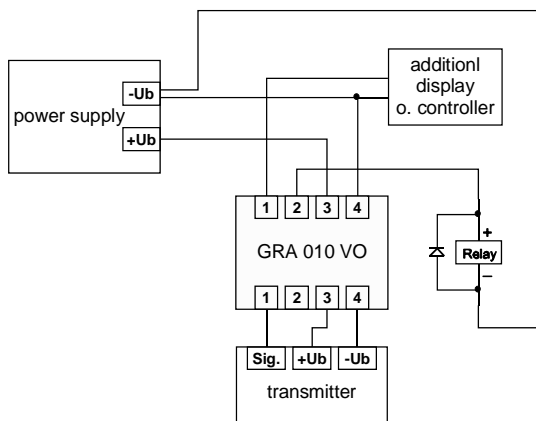 additionl
display
o. controller
-Ub
power supply
+Ub
1 2 3 4
GRA 010 VO
+
Relay
–
1 2 3 4
Sig. +Ub -Ub
transmitter